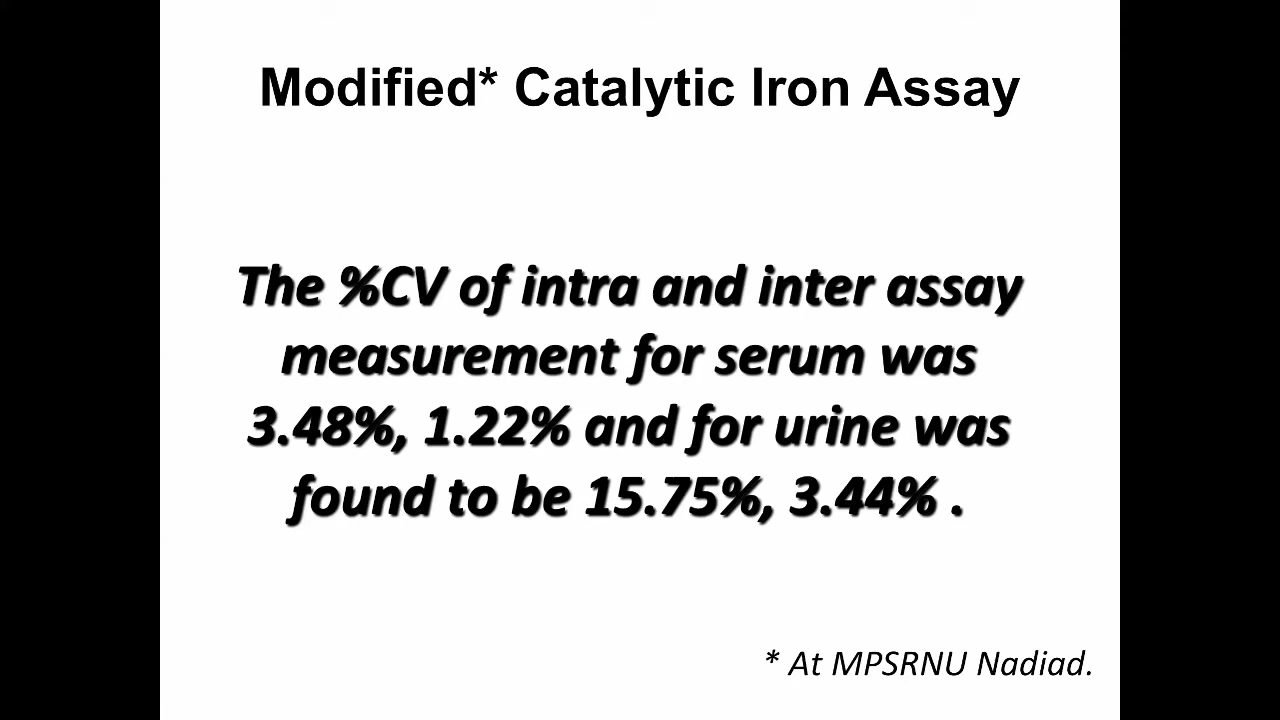 Modified* Catalytic Iron Assay
The %CV of intra and inter assay
measurement for serum was
3.48%, 1.22% and for urine was
found to be 15.75%, 3.44% .
* At MPSRNU Nadiad.